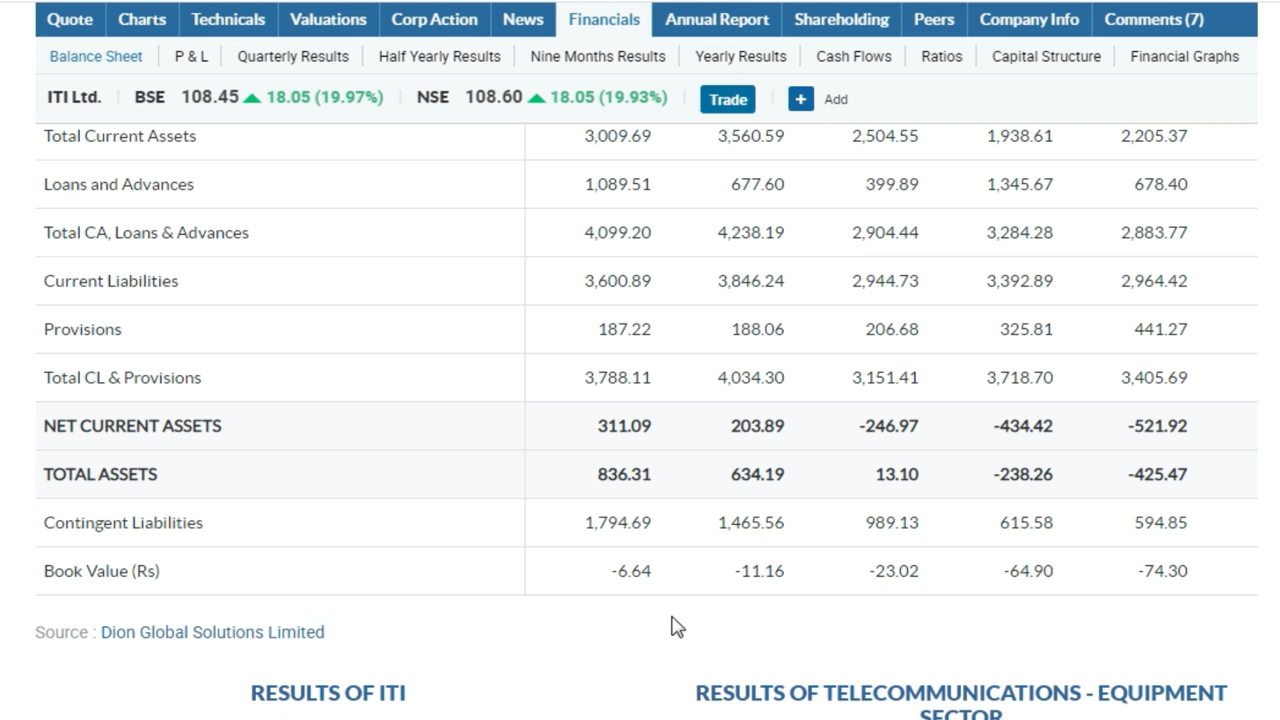 Quote Charts Technicals Valuations Corp Action News Financials Annual Report Shareholding Peers Company Info Comments (7)
Balance Sheet P & L Quarterly Results Half Yearly Results Nine Months Results Yearly Results Cash Flows Ratios Capital Structure Financial Graphs
ITI Ltd. BSE 108.45 18.05 (19.97%) NSE 108.60 18.05 (19.93%) Trade + Add
Total Current Assets 3,009.69 3,560.59 2,504.55 1,938.61 2,205.37
Loans and Advances 1,089.51 677.60 399.89 1,345.67 678.40
Total CA, Loans & Advances 4,099.20 4,238.19 2,904.44 3,284.28 2,883.77
Current Liabilities 3,600.89 3,846.24 2,944.73 3,392.89 2,964.42
Provisions 187.22 188.06 206.68 325.81 441.27
Total CL & Provisions 3,788.11 4,034.30 3,151.41 3,718.70 3,405.69
NET CURRENT ASSETS 311.09 203.89 -246.97 -434.42 -521.92
TOTAL ASSETS 836.31 634.19 13.10 -238.26 -425.47
Contingent Liabilities 1,794.69 1,465.56 989.13 615.58 594.85
Book Value (Rs) -6.64 -11.16 -23.02 -64.90 -74.30
Source : Dion Global Solutions Limited
RESULTS OF ITI RESULTS OF TELECOMMUNICATIONS - EQUIPMENT
SECTOR